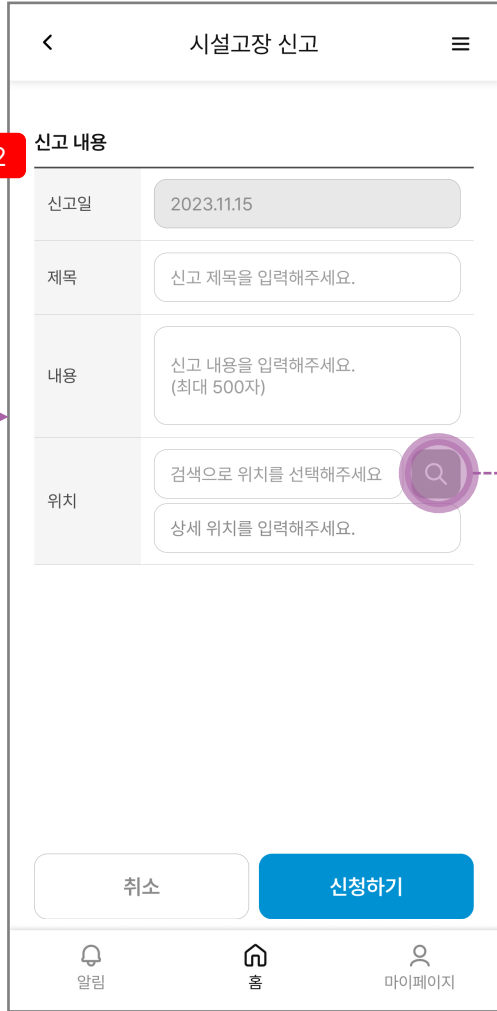 시설고장 신고
2
신고 내용
신고일
2023.11.15
제목
신고 제목을 입력해주세요.
내용
신고 내용을 입력해주세요.
(최대 500자)
위치
검색으로 위치를 선택해주세요
상세 위치를 입력해주세요.
취소
신청하기
알림
홈
마이페이지